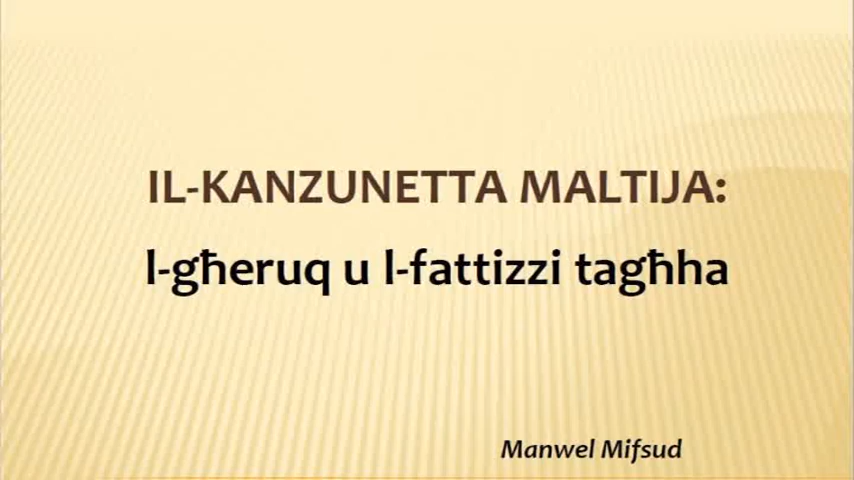 IL-KANZUNETTA MALTIJA:
l-għeruq u l-fattizzi tagħha
Manwel Mifsud